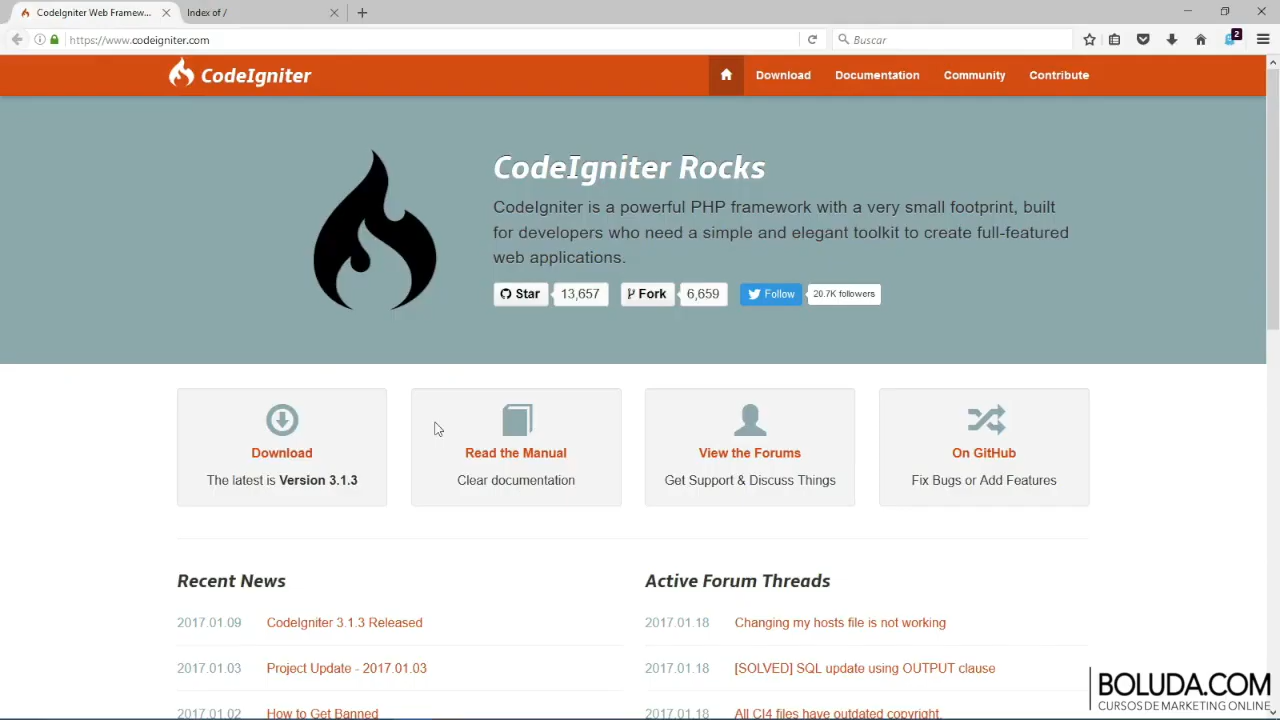 CodeIgniter Web Framew...
Index of /
https://www.codeigniter.com
Buscar
2
CodeIgniter
Download
Documentation
Community
Contribute
CodeIgniter Rocks
CodeIgniter is a powerful PHP framework with a very small footprint, built
for developers who need a simple and elegant toolkit to create full-featured
web applications.
Star 13,657 Fork 6,659 Follow 20.7K followers
Download
The latest is Version 3.1.3
Read the Manual
Clear documentation
View the Forums
Get Support & Discuss Things
On GitHub
Fix Bugs or Add Features
Recent News
2017.01.09 CodeIgniter 3.1.3 Released
2017.01.03 Project Update - 2017.01.03
2017.01.02 How to Get Banned
Active Forum Threads
2017.01.18 Changing my hosts file is not working
2017.01.18 [SOLVED] SQL update using OUTPUT clause
2017.01.18 All CI4 files have outdated copyright.
BOLUDA.COM
CURSOS DE MARKETING ONLINE